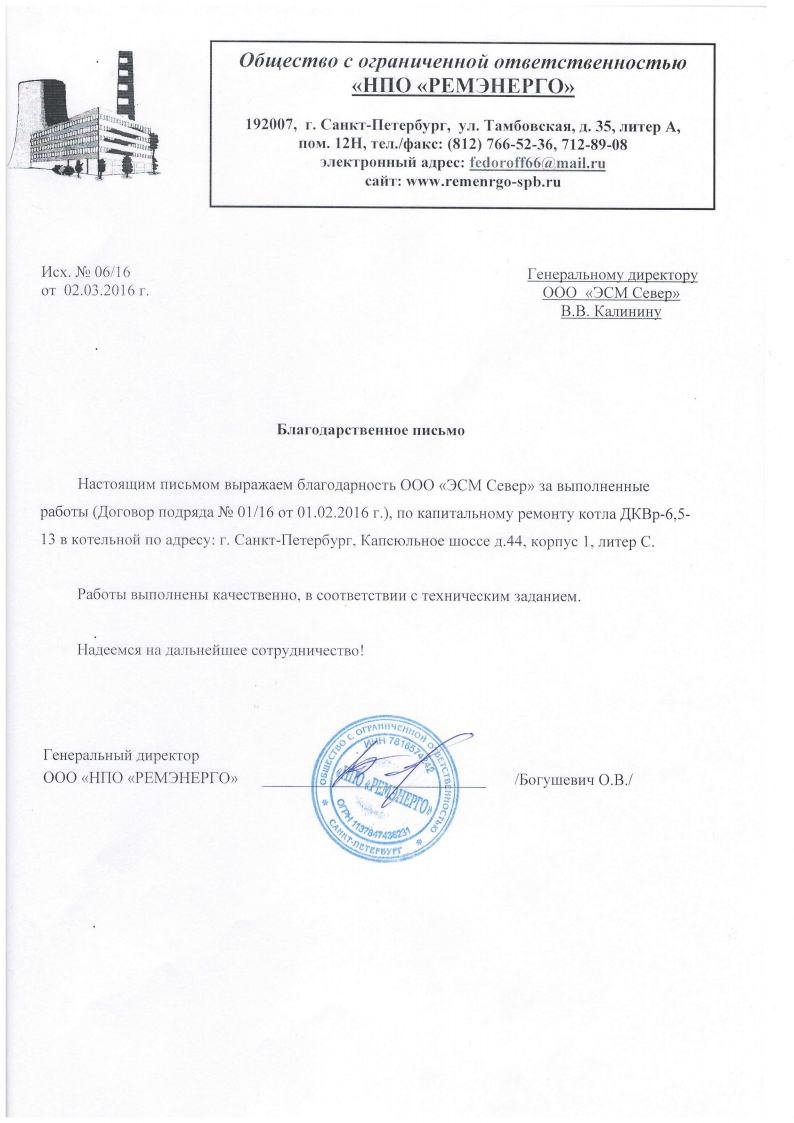 Общество с ограниченной ответственностью
«НПО «РЕМЭНЕРГО»
192007, г. Санкт-Петербург, ул. Тамбовская, д. 35, литер А,
пом. 12Н, тел./факс: (812) 766-52-36, 712-89-08
электронный адрес: fedoroff66@mail.ru
сайт: www.remenrgo-spb.ru
Исх. № 06/16
от 02.03.2016 г.
Генеральному директору
ООО «ЭСМ Север»
В.В. Калинину
Благодарственное письмо
Настоящим письмом выражаем благодарность ООО «ЭСМ Север» за выполненные
работы (Договор подряда № 01/16 от 01.02.2016 г.), по капитальному ремонту котла ДКВр-6,5-
13 в котельной по адресу: г. Санкт-Петербург, Капсюльное шоссе д.44, корпус 1, литер С.
Работы выполнены качественно, в соответствии с техническим заданием.
Надеемся на дальнейшее сотрудничество!
Генеральный директор
ООО «НПО «РЕМЭНЕРГО»
/Богушевич О.В./
ОБЩЕСТВО С ОГРАНИЧЕННОЙ ОТВЕТСТВЕННОСТЬЮ
ИНН
«НПО «РЕМЭНЕРГО»
ОГРН 1137847436231
* САНКТ-ПЕТЕРБУРГ *